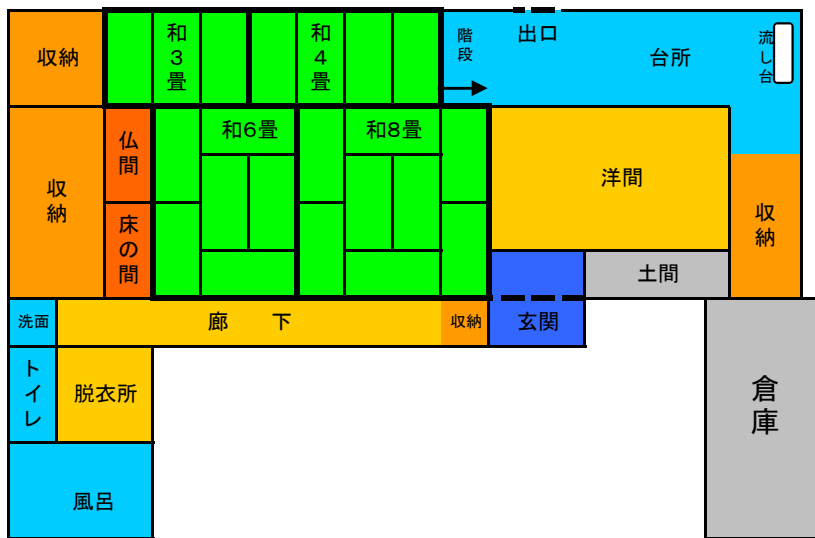 収納
和3畳
和4畳
階段
出口
台所
流し台
収納
仏間
床の間
和6畳
和8畳
洋間
収納
土間
洗面
廊　下
収納
玄関
トイレ
脱衣所
倉庫
風呂